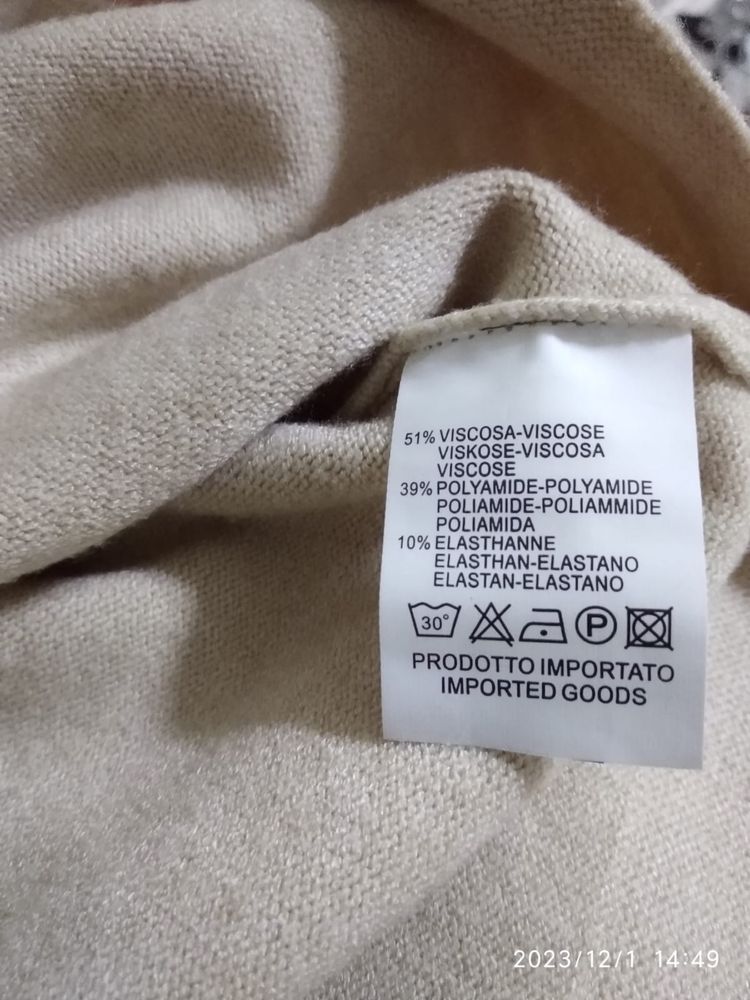 51% VISCOSA-VISCOSE
VISKOSE-VISCOSA
VISCOSE
39% POLYAMIDE-POLYAMIDE
POLIAMIDE-POLIAMMIDE
POLIAMIDA
10% ELASTHANNE
ELASTHAN-ELASTANO
ELASTAN-ELASTANO
30° P
PRODOTTO IMPORTATO
IMPORTED GOODS
2023/12/1 14:49